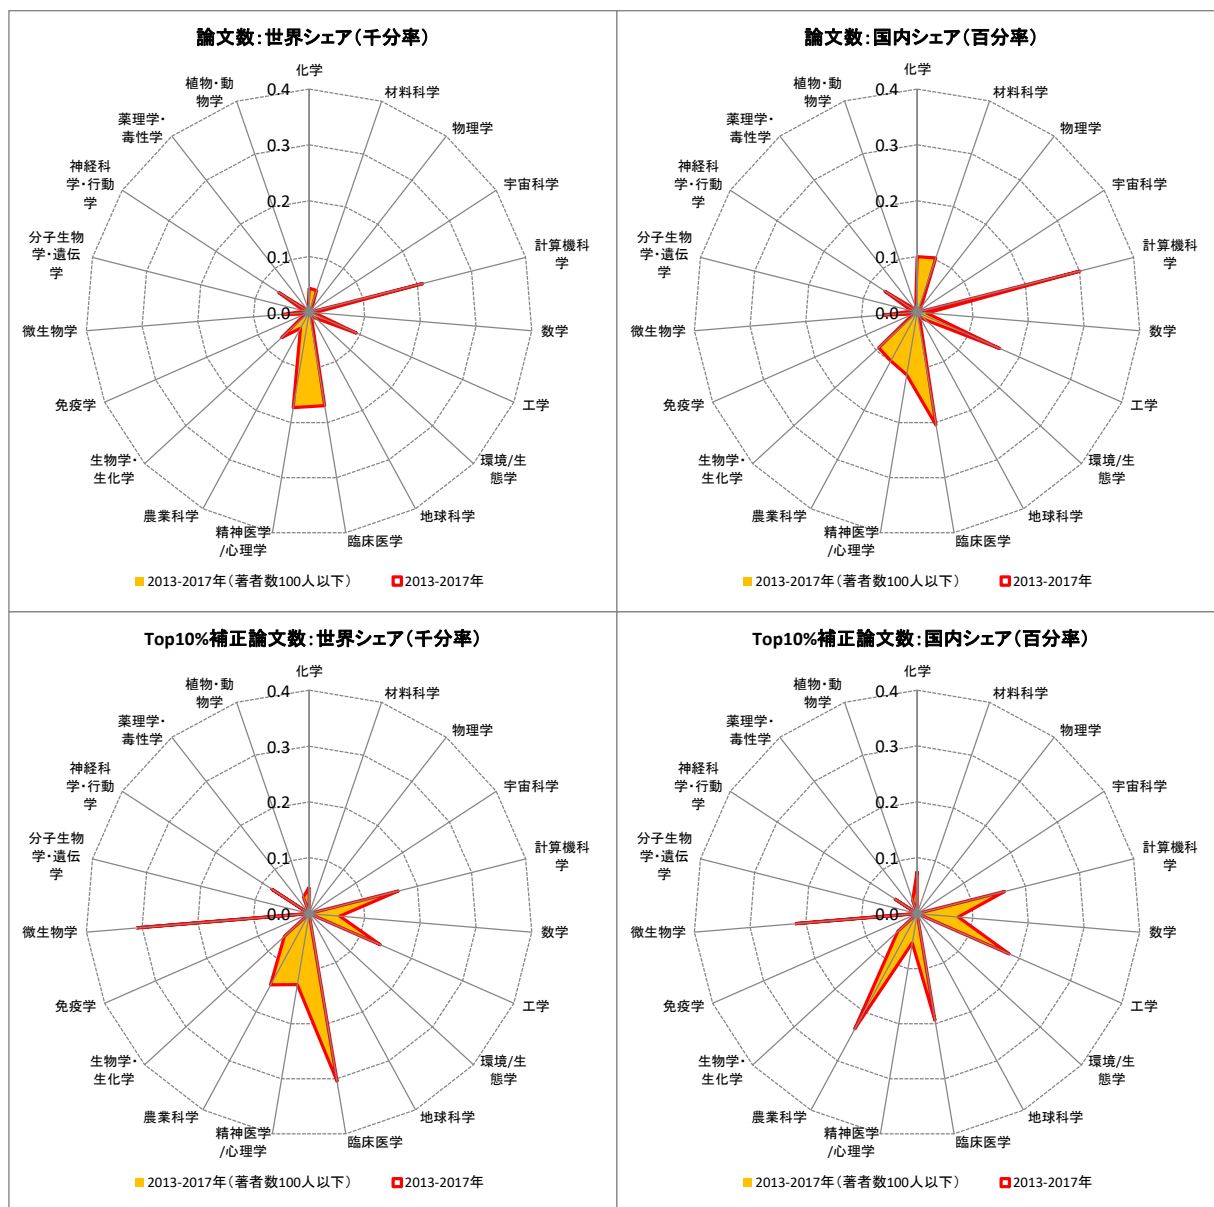 論文数:世界シェア(千分率)
化学
材料科学
物理学
宇宙科学
計算機科
学
数学
工学
環境/生
態学
地球科学
臨床医学
精神医学
/心理学
農業科学
生物学・
生化学
免疫学
微生物学
分子生物
学・遺伝
学
神経科
学・行動
学
薬理学・
毒性学
植物・動
物学
0.4
0.3
0.2
0.1
0.0
2013-2017年(著者数100人以下)
2013-2017年
論文数:国内シェア(百分率)
化学
材料科学
物理学
宇宙科学
計算機科
学
数学
工学
環境/生
態学
地球科学
臨床医学
精神医学
/心理学
農業科学
生物学・
生化学
免疫学
微生物学
分子生物
学・遺伝
学
神経科
学・行動
学
薬理学・
毒性学
植物・動
物学
0.4
0.3
0.2
0.1
0.0
2013-2017年(著者数100人以下)
2013-2017年
Top10%補正論文数:世界シェア(千分率)
化学
材料科学
物理学
宇宙科学
計算機科
学
数学
工学
環境/生
態学
地球科学
臨床医学
精神医学
/心理学
農業科学
生物学・
生化学
免疫学
微生物学
分子生物
学・遺伝
学
神経科
学・行動
学
薬理学・
毒性学
植物・動
物学
0.4
0.3
0.2
0.1
0.0
2013-2017年(著者数100人以下)
2013-2017年
Top10%補正論文数:国内シェア(百分率)
化学
材料科学
物理学
宇宙科学
計算機科
学
数学
工学
環境/生
態学
地球科学
臨床医学
精神医学
/心理学
農業科学
生物学・
生化学
免疫学
微生物学
分子生物
学・遺伝
学
神経科
学・行動
学
薬理学・
毒性学
植物・動
物学
0.4
0.3
0.2
0.1
0.0
2013-2017年(著者数100人以下)
2013-2017年